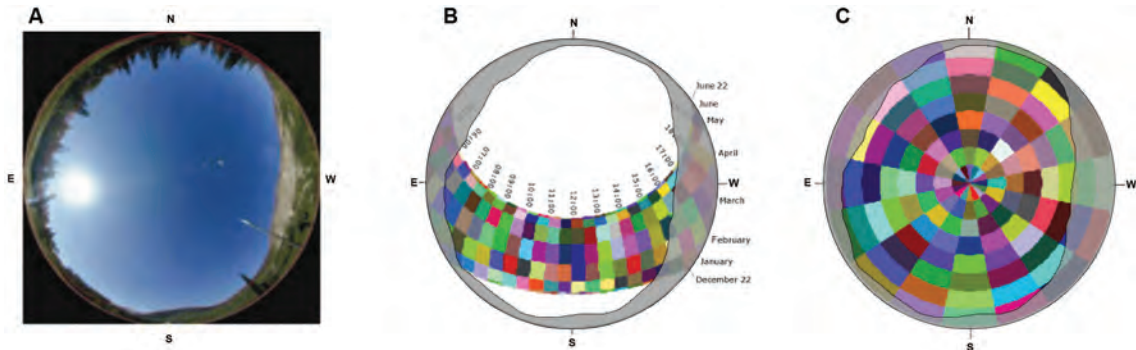 A
N
E
W
S
B
N
June 22
June
May
April
E
W
March
February
January
December 22
S
06:00
07:00
08:00
09:00
10:00
11:00
12:00
13:00
14:00
15:00
16:00
17:00
C
N
E
W
S